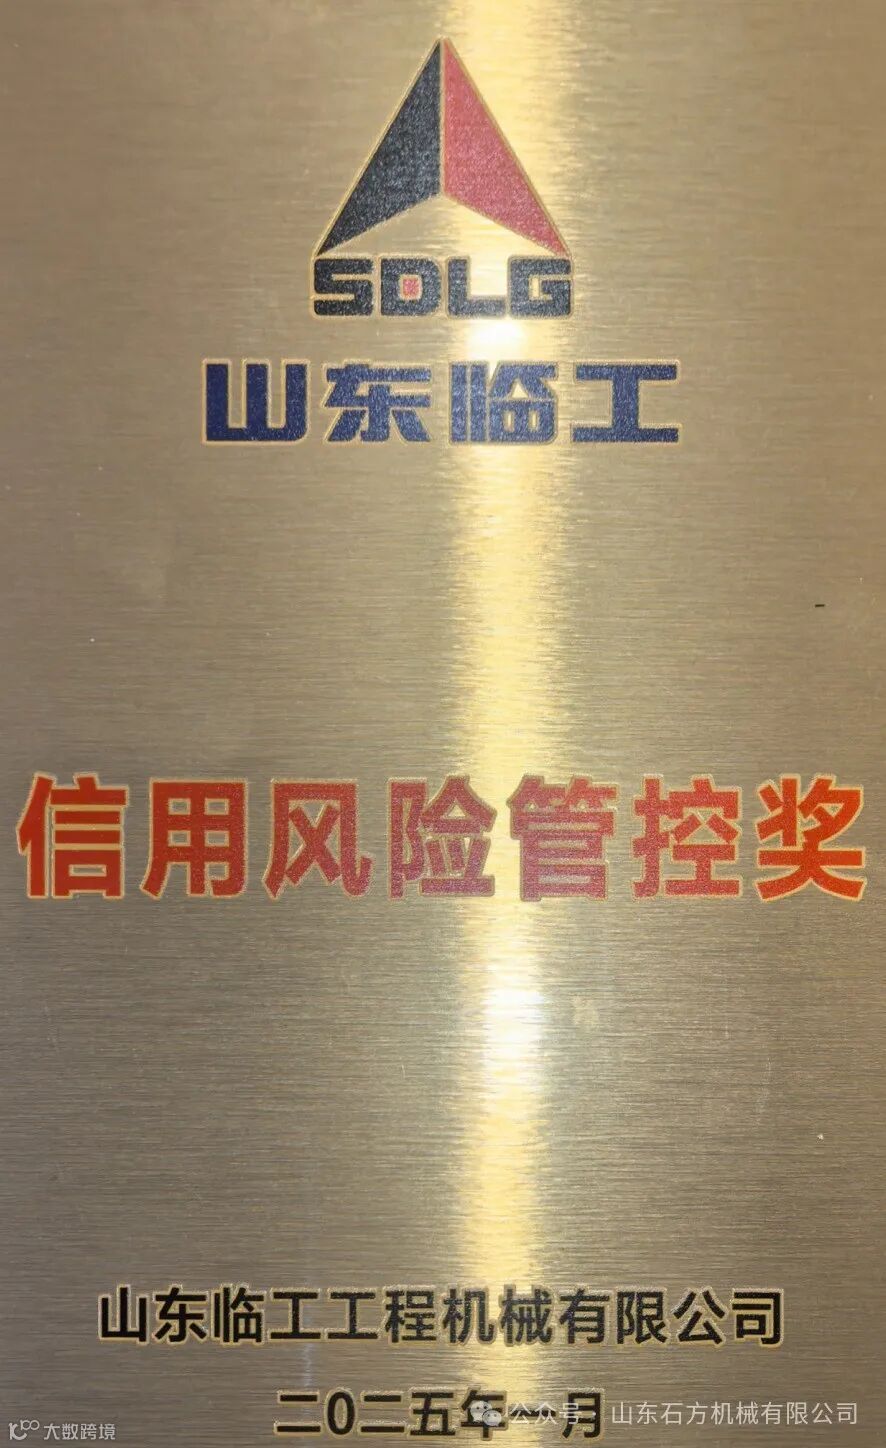 SDLG
山东临工
信用风险管控奖
山东临工工程机械有限公司
二0二五年一月
公众号·山东石方机械有限公司
大数跨境